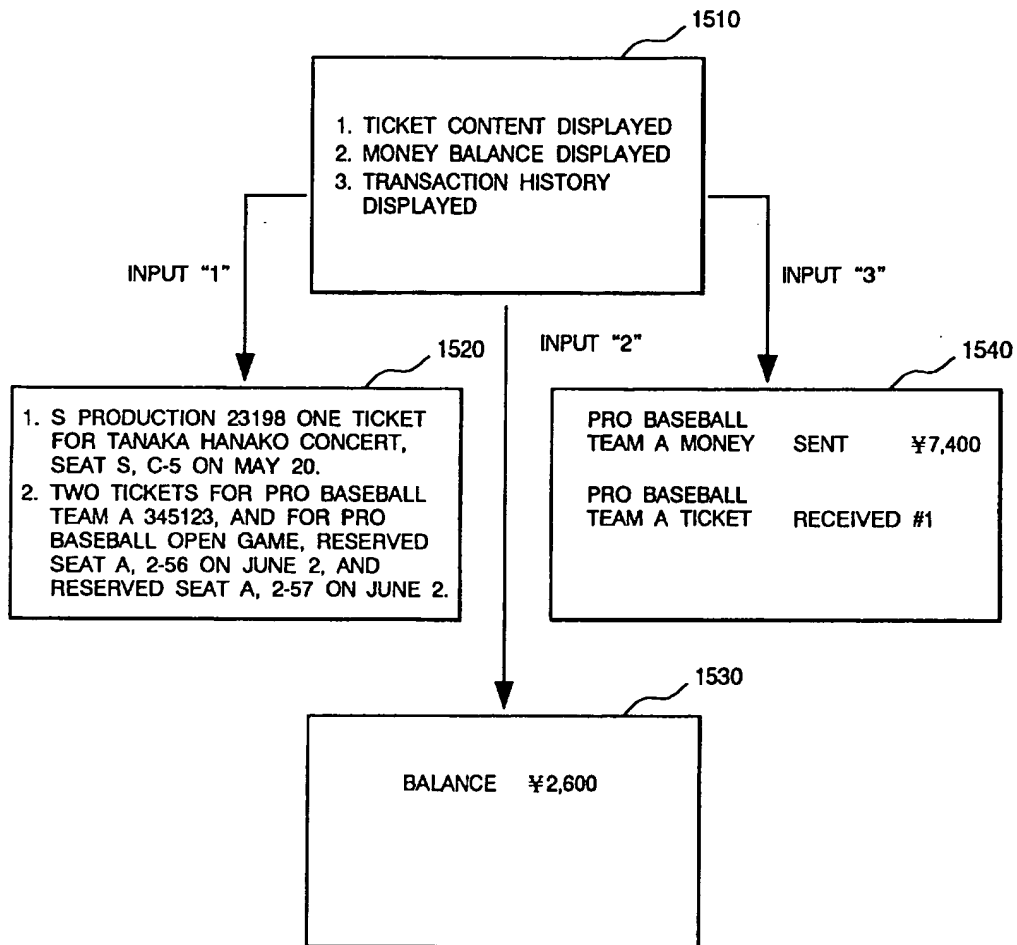 1510
1. TICKET CONTENT DISPLAYED
2. MONEY BALANCE DISPLAYED
3. TRANSACTION HISTORY
DISPLAYED
INPUT "1"
INPUT "3"
INPUT "2"
1520
1. S PRODUCTION 23198 ONE TICKET
FOR TANAKA HANAKO CONCERT,
SEAT S, C-5 ON MAY 20.
2. TWO TICKETS FOR PRO BASEBALL
TEAM A 345123, AND FOR PRO
BASEBALL OPEN GAME, RESERVED
SEAT A, 2-56 ON JUNE 2, AND
RESERVED SEAT A, 2-57 ON JUNE 2.
1540
PRO BASEBALL
TEAM A MONEY SENT ¥7,400
PRO BASEBALL
TEAM A TICKET RECEIVED #1
1530
BALANCE ¥2,600